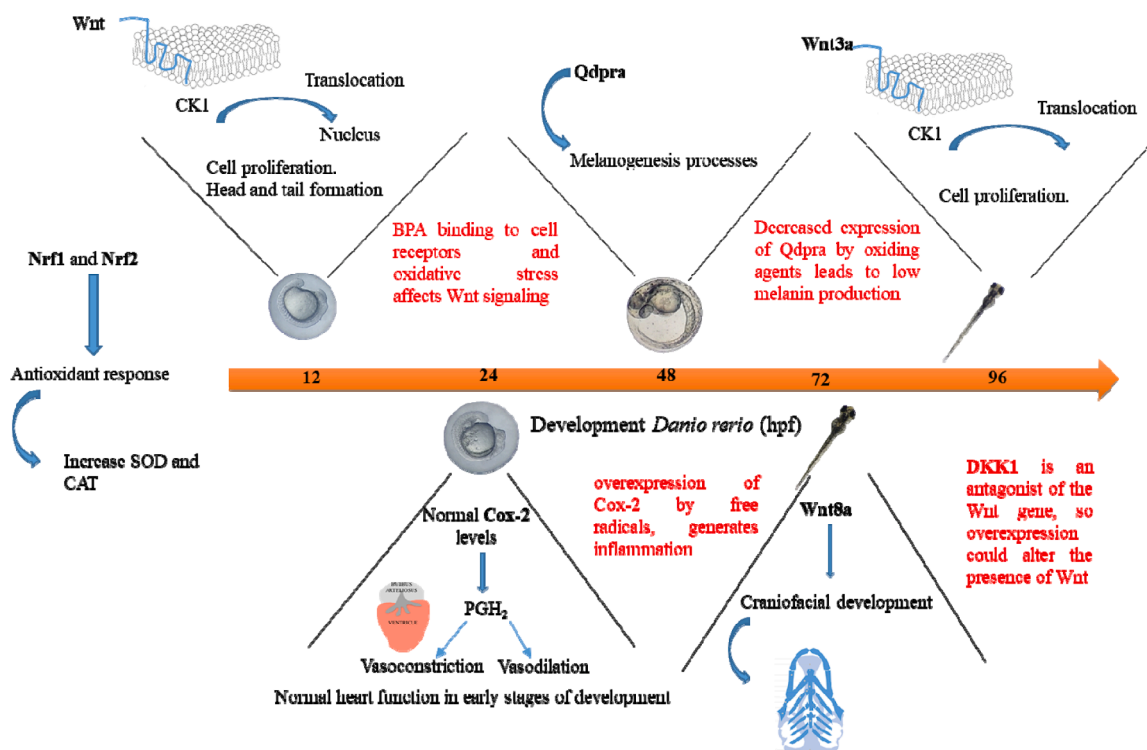 Wnt
CK1
Translocation
Nucleus
Cell proliferation.
Head and tail formation
Qdpra
Melanogenesis processes
Wnt3a
CK1
Translocation
Cell proliferation.
BPA binding to cell
receptors and
oxidative stress
affects Wnt signaling
Decreased expression
of Qdpra by oxiding
agents leads to low
melanin production
Nrf1 and Nrf2
Antioxidant response
Increase SOD and
CAT
12 24 48 72 96
Development Danio rerio (hpf)
Normal Cox-2
levels
PGH₂
BULBUS
ARTERIOSUS
VENTRICLE
Vasoconstriction Vasodilation
Normal heart function in early stages of development
overexpression of
Cox-2 by free
radicals, generates
inflammation
Wnt8a
Craniofacial development
DKK1 is an
antagonist of the
Wnt gene, so
overexpression
could alter the
presence of Wnt